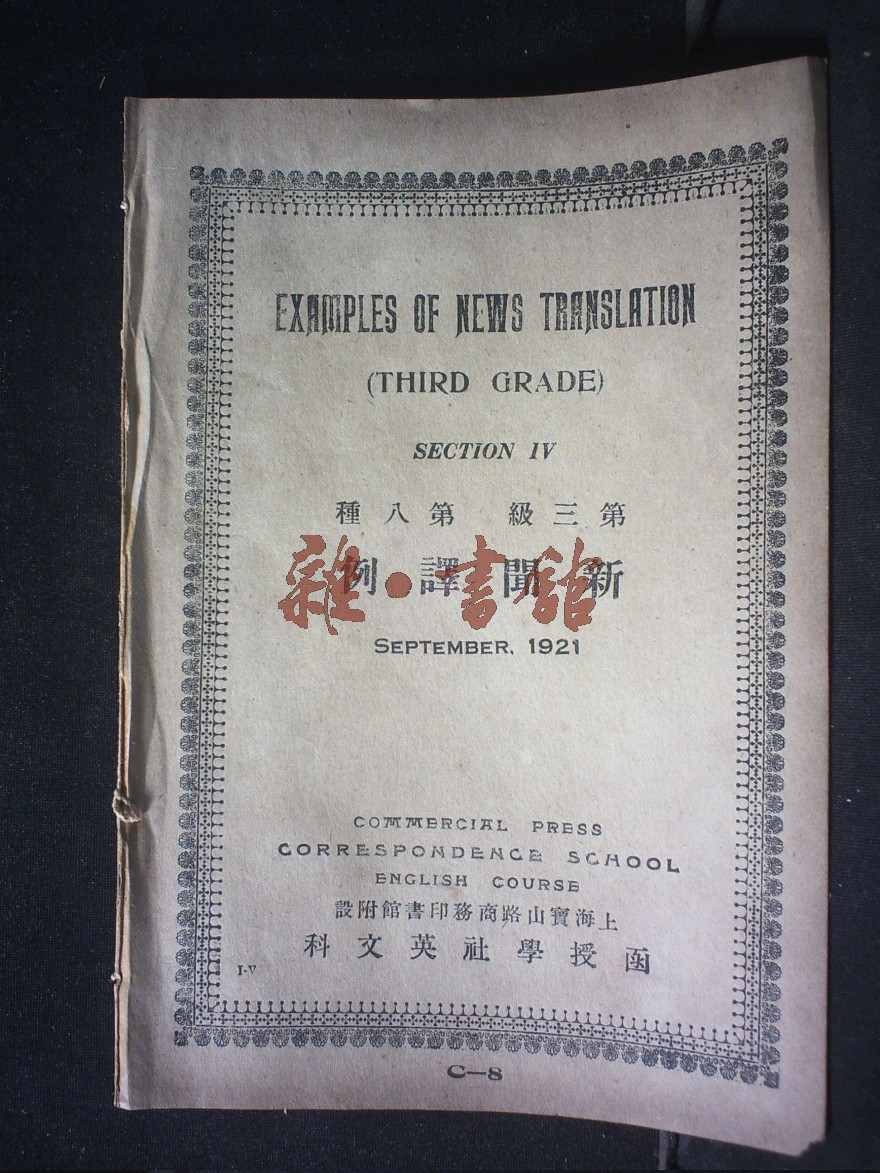 EXAMPLES OF NEWS TRANSLATION
(THIRD GRADE)
SECTION IV
第三級 第八種
新聞譯例
雜·書館
SEPTEMBER, 1921
COMMERCIAL PRESS
CORRESPONDENCE SCHOOL
ENGLISH COURSE
上海寶山路商務印書館附設
函授學社英文科
I-V
C—8